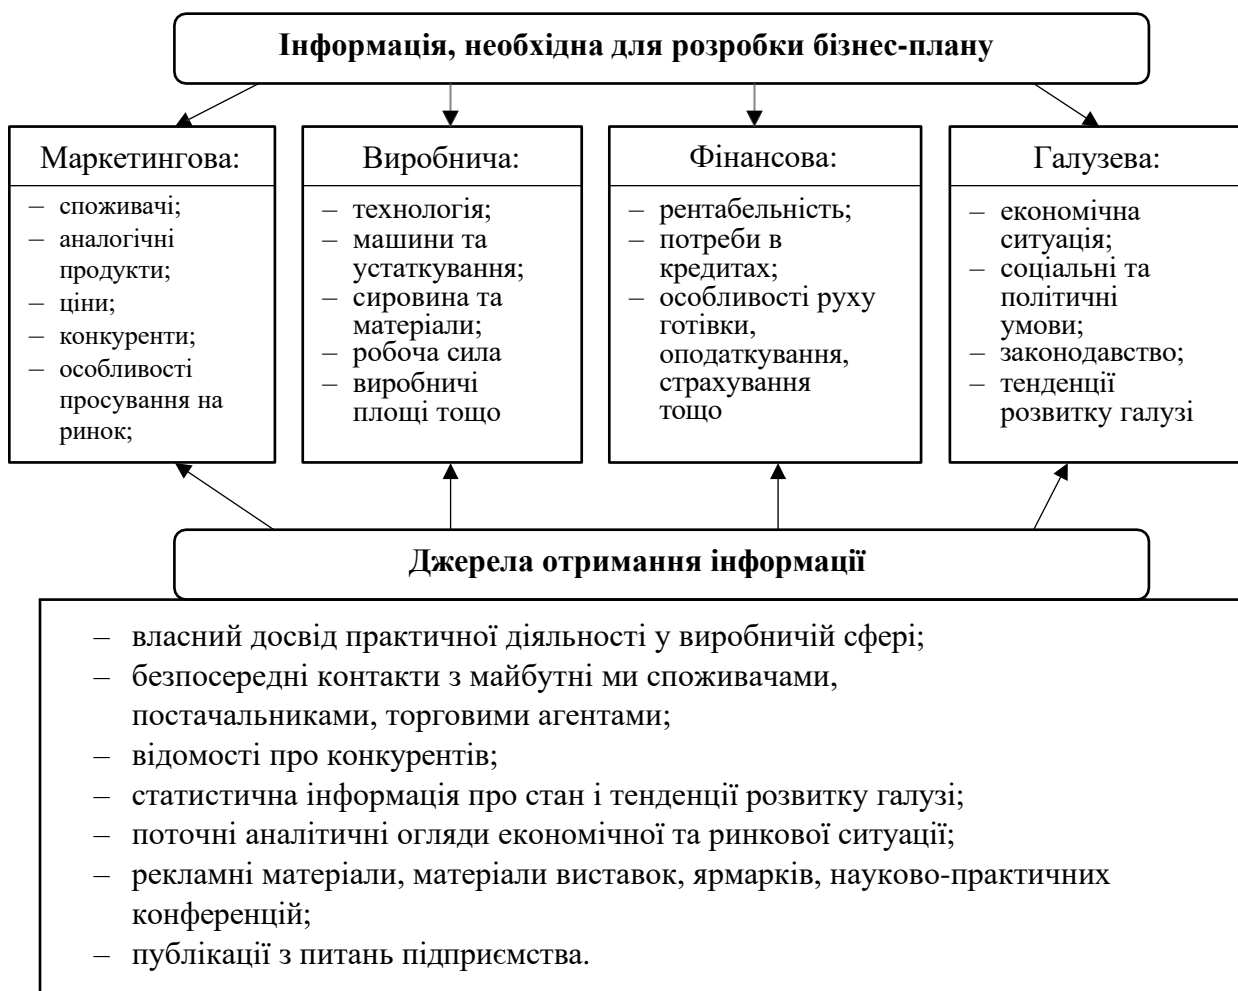 Інформація, необхідна для розробки бізнес-плану
Маркетингова:
– споживачі;
– аналогічні
продукти;
– ціни;
– конкуренти;
– особливості
просування на
ринок;
Виробнича:
– технологія;
– машини та
устаткування;
– сировина та
матеріали;
– робоча сила
– виробничі
площі тощо
Фінансова:
– рентабельність;
– потреби в
кредитах;
– особливості руху
готівки,
оподаткування,
страхування
тощо
Галузева:
– економічна
ситуація;
– соціальні та
політичні
умови;
– законодавство;
– тенденції
розвитку галузі
Джерела отримання інформації
– власний досвід практичної діяльності у виробничій сфері;
– безпосередні контакти з майбутні ми споживачами,
постачальниками, торговими агентами;
– відомості про конкурентів;
– статистична інформація про стан і тенденції розвитку галузі;
– поточні аналітичні огляди економічної та ринкової ситуації;
– рекламні матеріали, матеріали виставок, ярмарків, науково-практичних
конференцій;
– публікації з питань підприємства.